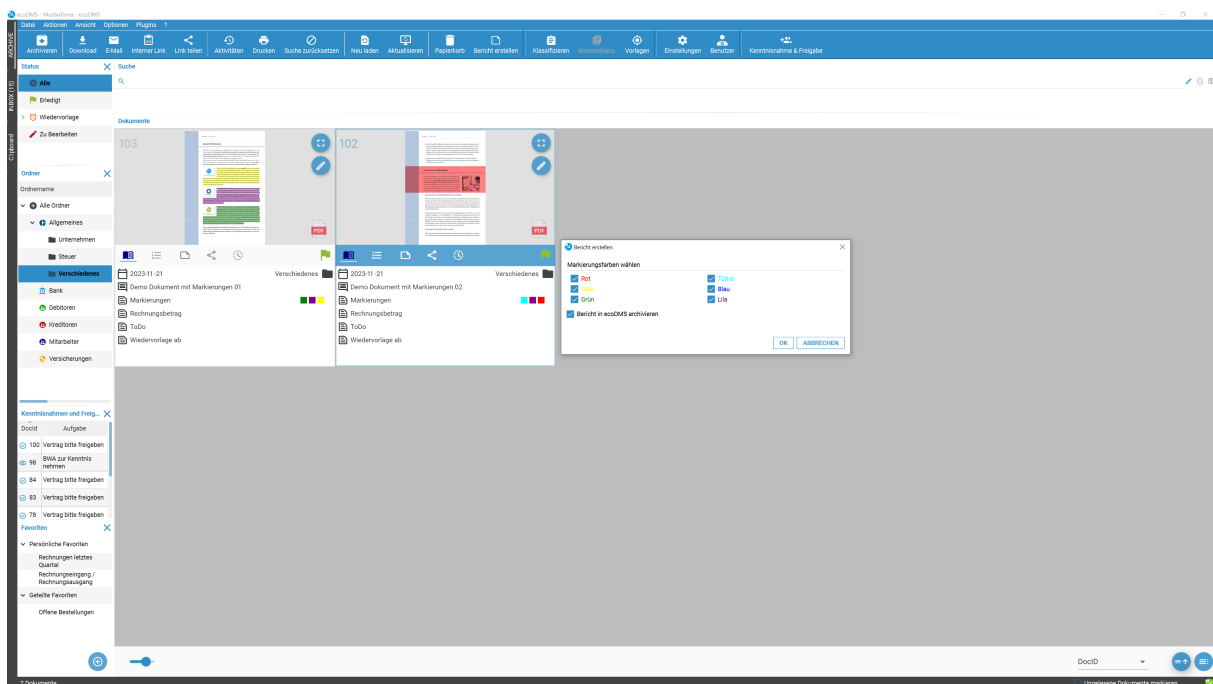 ecoDMS - Musterfirma - ecoDMS
Datei Aktionen Ansicht Optionen Plugins ?
Archivieren Download E-Mail Interner Link Link teilen Aktivitäten Drucken Suche zurücksetzen Neu laden Aktualisieren Papierkorb Bericht erstellen Klassifizieren Massenklass. Vorlagen Einstellungen Benutzer Kenntnisnahme & Freigabe
ARCHIVE
INBOX (15)
Clipboard
Status
Alle
Erledigt
Wiedervorlage
Zu Bearbeiten
Ordner
Ordnername
Alle Ordner
Allgemeines
Unternehmen
Steuer
Verschiedenes
Bank
Debitoren
Kreditoren
Mitarbeiter
Versicherungen
Kenntnisnahmen und Freig...
DocId Aufgabe
100 Vertrag bitte freigeben
98 BWA zur Kenntnis
nehmen
84 Vertrag bitte freigeben
83 Vertrag bitte freigeben
78 Vertrag bitte freigeben
Favoriten
Persönliche Favoriten
Rechnungen letztes
Quartal
Rechnungseingang /
Rechnungsausgang
Geteilte Favoriten
Offene Bestellungen
Suche
Dokumente
103
PDF
2023-11-21 Verschiedenes
Demo Dokument mit Markierungen 01
Markierungen
Rechnungsbetrag
ToDo
Wiedervorlage ab
102
PDF
2023-11-21 Verschiedenes
Demo Dokument mit Markierungen 02
Markierungen
Rechnungsbetrag
ToDo
Wiedervorlage ab
Bericht erstellen
Markierungsfarben wählen
Rot Türkis
Gelb Blau
Grün Lila
Bericht in ecoDMS archivieren
OK ABBRECHEN
DocID
2 Dokumente
Ungelesene Dokumente markieren